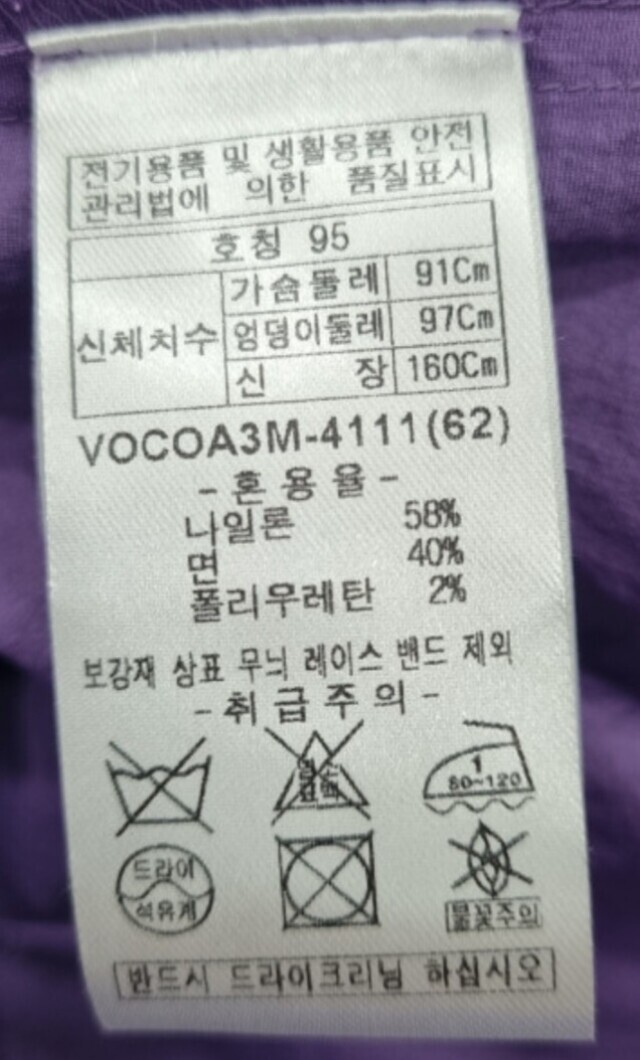 전기용품 및 생활용품 안전
관리법에 의한 품질표시
호칭 95
신체치수
가슴둘레 91Cm
엉덩이둘레 97Cm
신 장 160Cm
VOCOA3M-4111(62)
-혼용율-
나일론 58%
면 40%
폴리우레탄 2%
보강재 상표 무늬 레이스 밴드 제외
-취급주의-
염소
표백
1
80~120
드라이
석유계
불꽃주의
반드시 드라이크리닝 하십시오